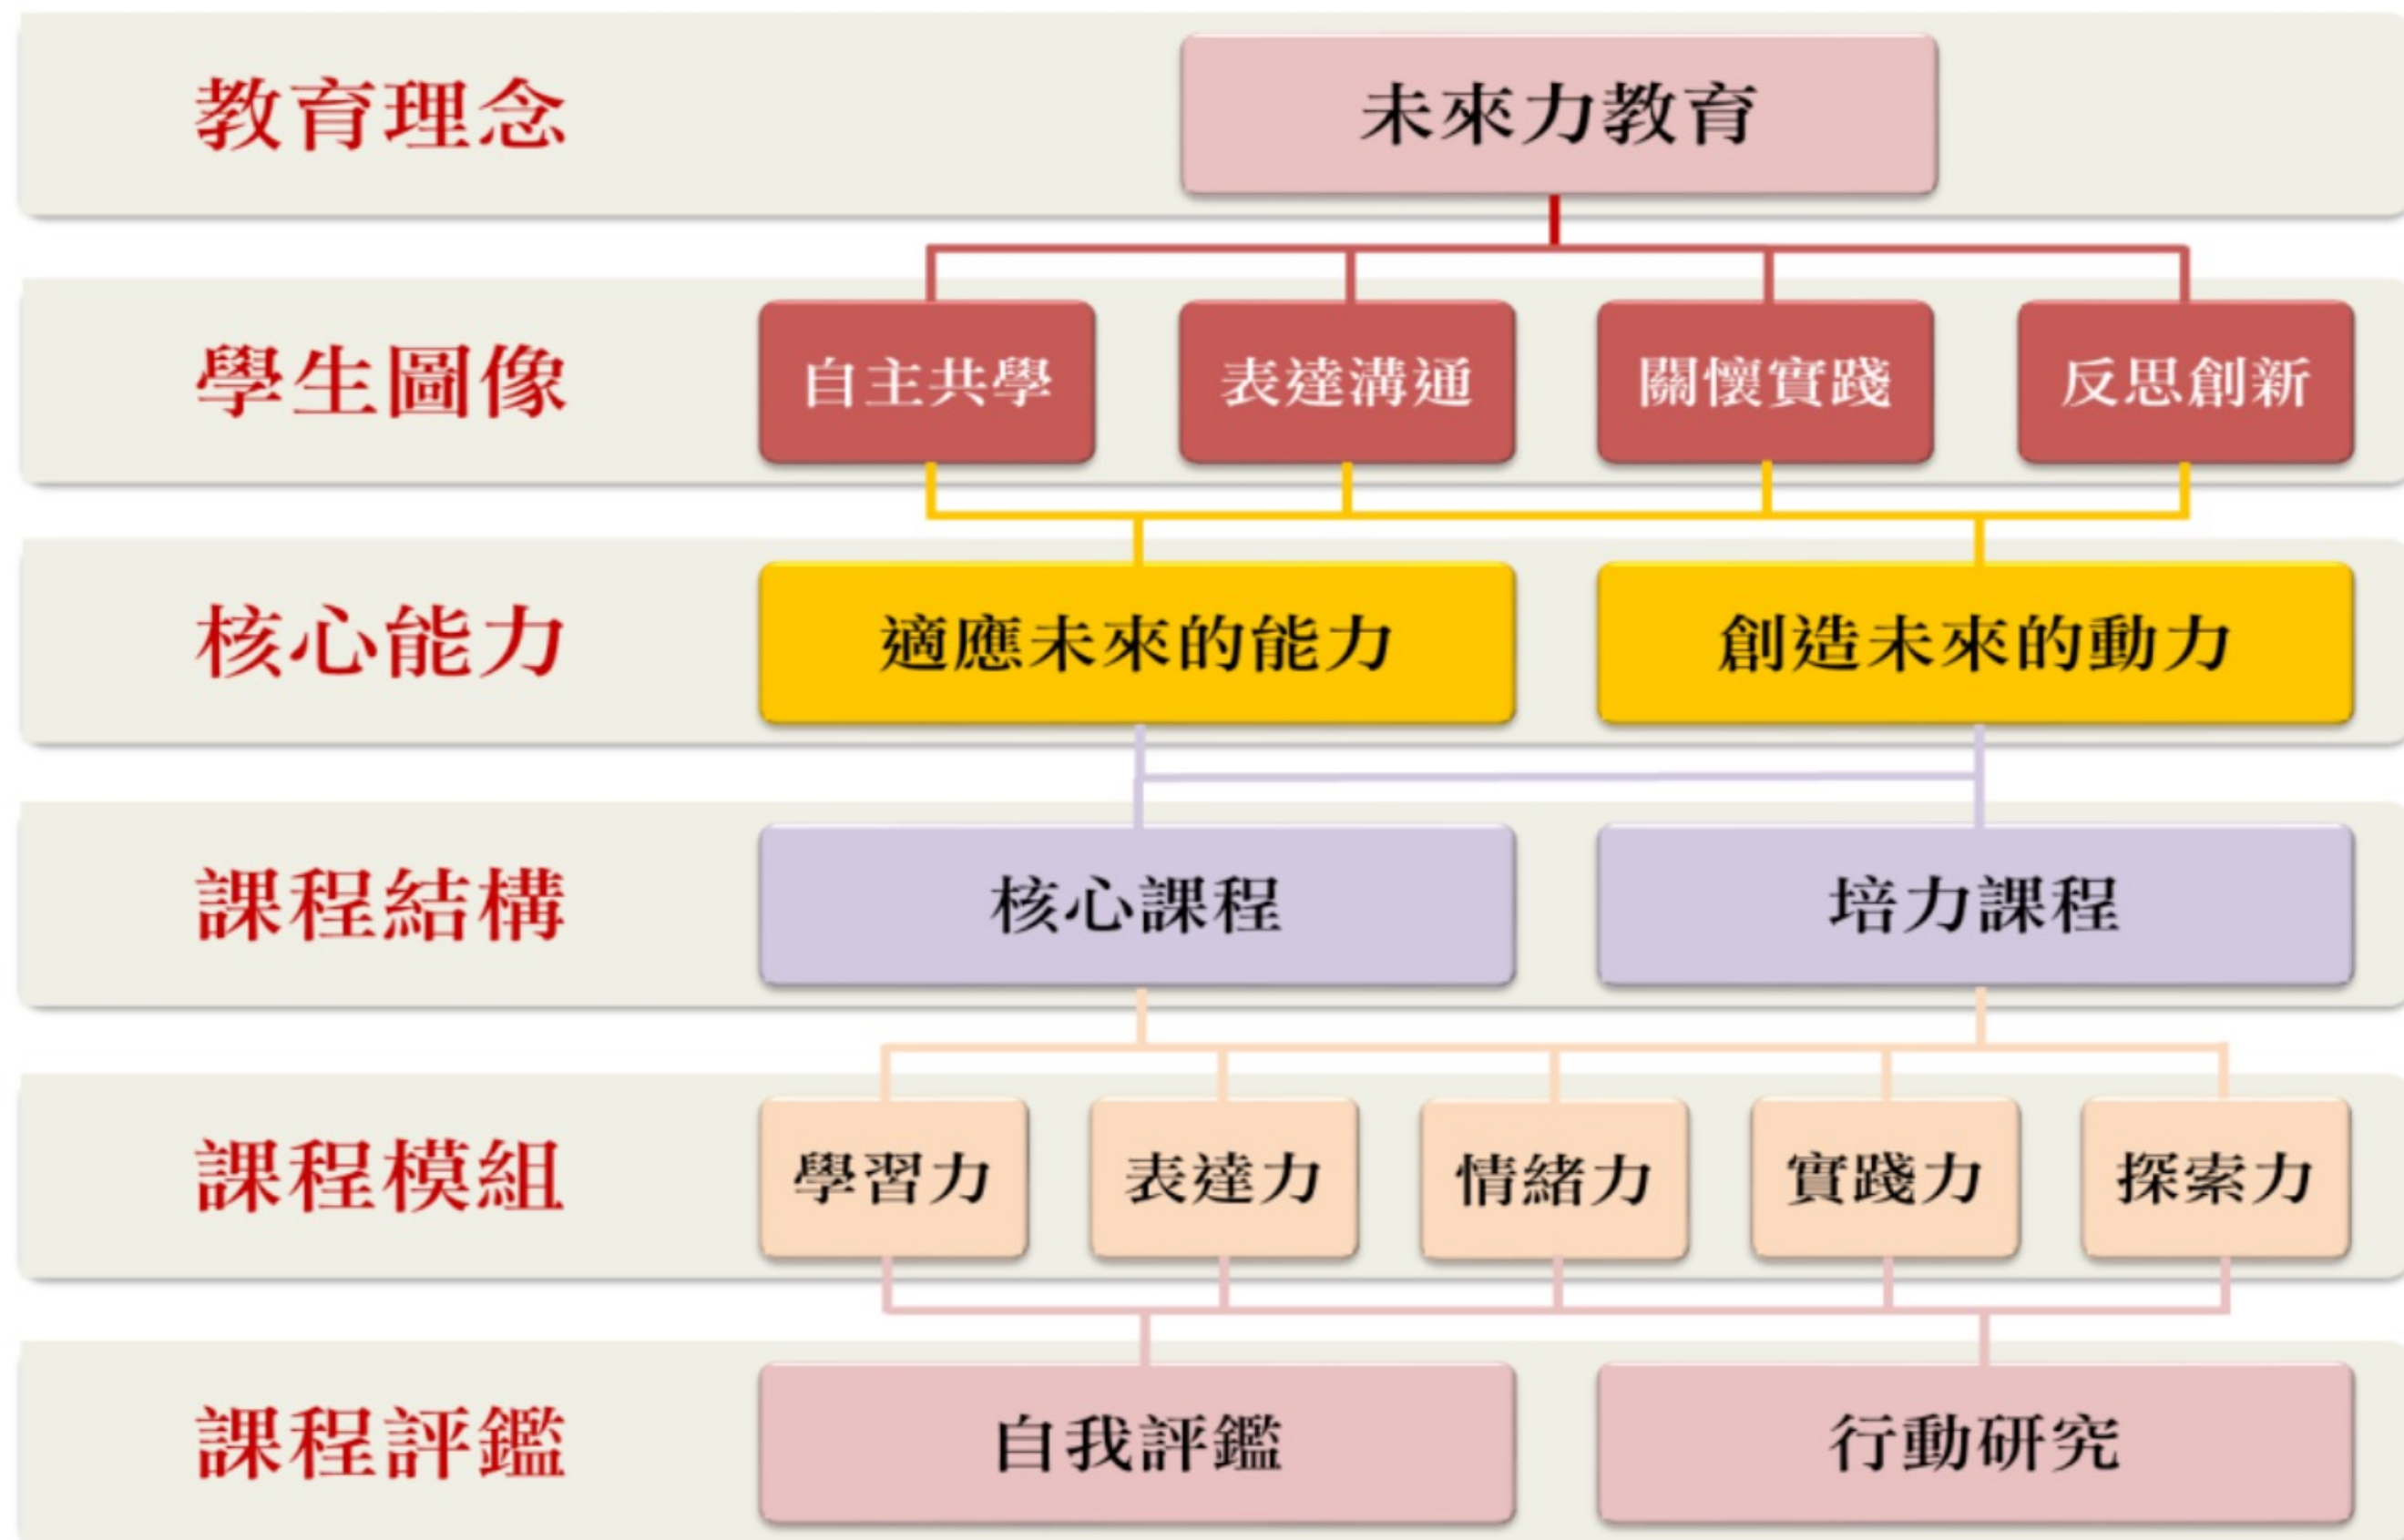 教育理念
未來力教育
學生圖像
自主共學
表達溝通
關懷實踐
反思創新
核心能力
適應未來的能力
創造未來的動力
課程結構
核心課程
培力課程
課程模組
學習力
表達力
情緒力
實踐力
探索力
課程評鑑
自我評鑑
行動研究